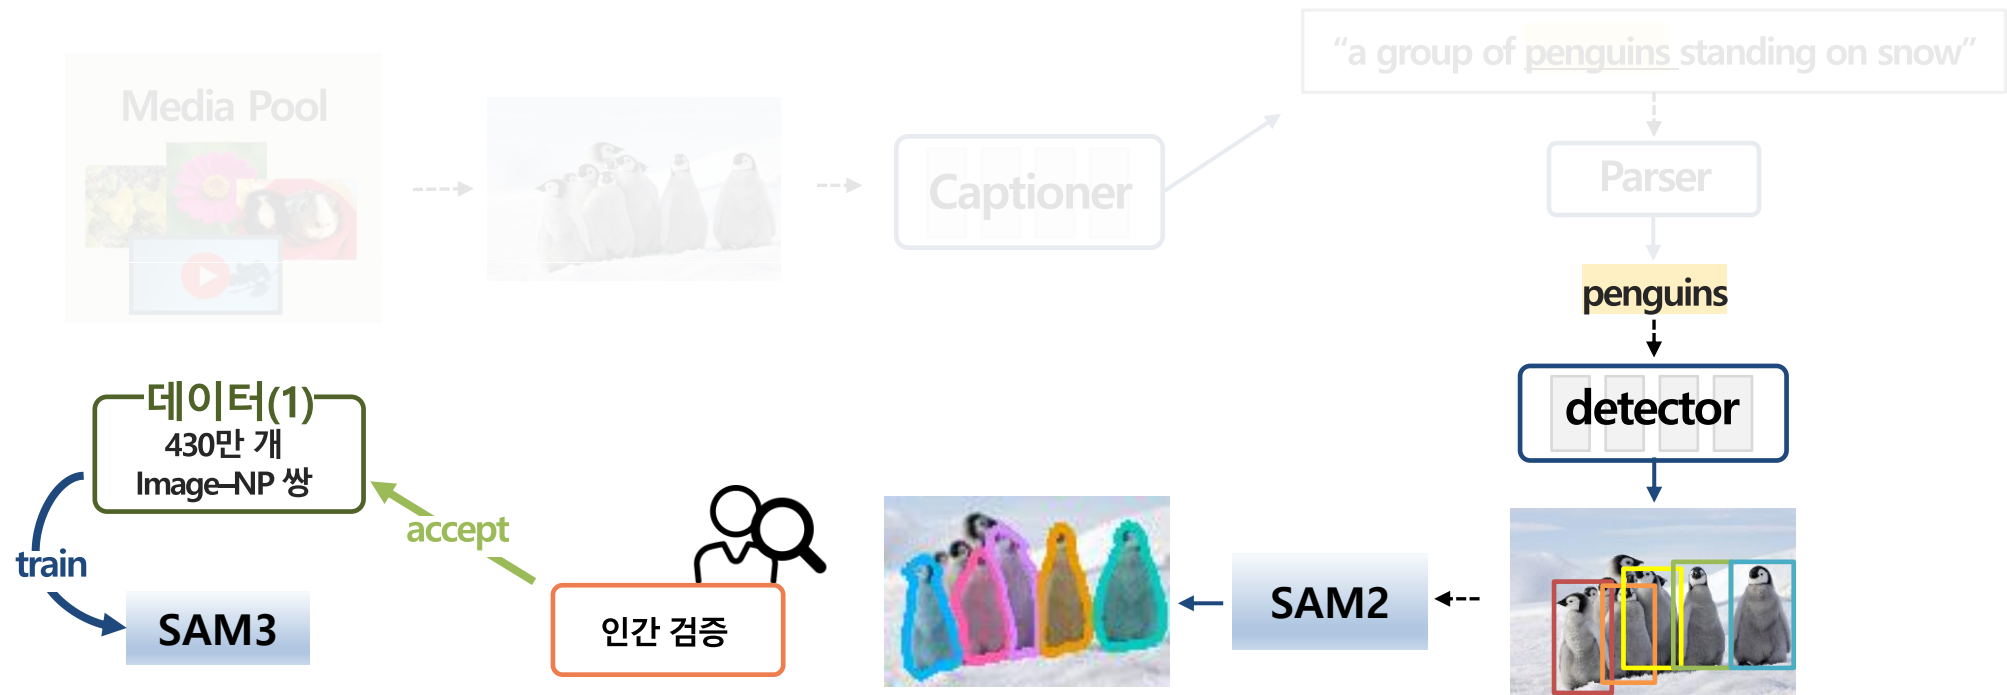 Media Pool
Captioner
“a group of penguins standing on snow”
Parser
penguins
detector
SAM2
인간 검증
accept
데이터(1)
430만 개
Image–NP 쌍
train
SAM3